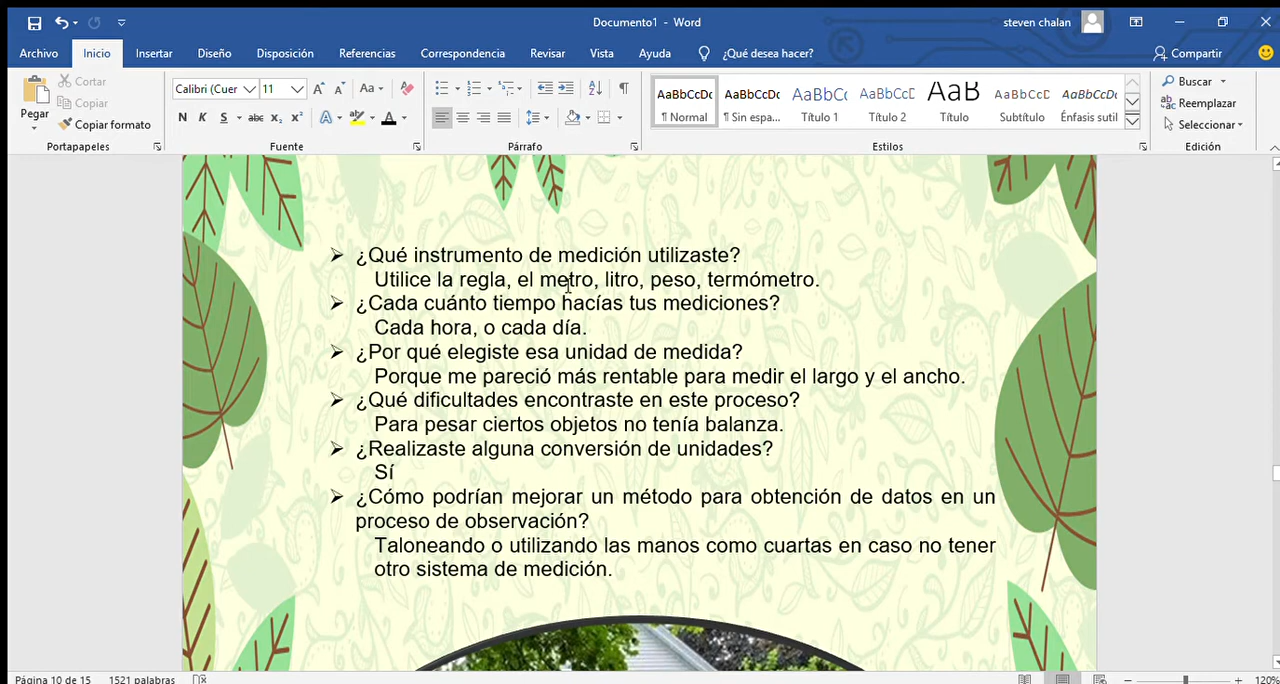 Documento1 - Word
steven chalan
Archivo Inicio Insertar Diseño Disposición Referencias Correspondencia Revisar Vista Ayuda ¿Qué desea hacer? Compartir
Pegar
Cortar
Copiar
Copiar formato
Portapapeles
Calibri (Cuer 11
N K S abc x₂ x²
Fuente
Párrafo
AaBbCcDc AaBbCcDc AaBbCc AaBbCcD AaB AaBbCcD AaBbCcDc
¶ Normal ¶ Sin espa... Título 1 Título 2 Título Subtítulo Énfasis sutil
Estilos
Buscar
Reemplazar
Seleccionar
Edición
¿Qué instrumento de medición utilizaste?
Utilice la regla, el metro, litro, peso, termómetro.
¿Cada cuánto tiempo hacías tus mediciones?
Cada hora, o cada día.
¿Por qué elegiste esa unidad de medida?
Porque me pareció más rentable para medir el largo y el ancho.
¿Qué dificultades encontraste en este proceso?
Para pesar ciertos objetos no tenía balanza.
¿Realizaste alguna conversión de unidades?
Sí
¿Cómo podrían mejorar un método para obtención de datos en un
proceso de observación?
Taloneando o utilizando las manos como cuartas en caso no tener
otro sistema de medición.
Página 10 de 15 1521 palabras 120%